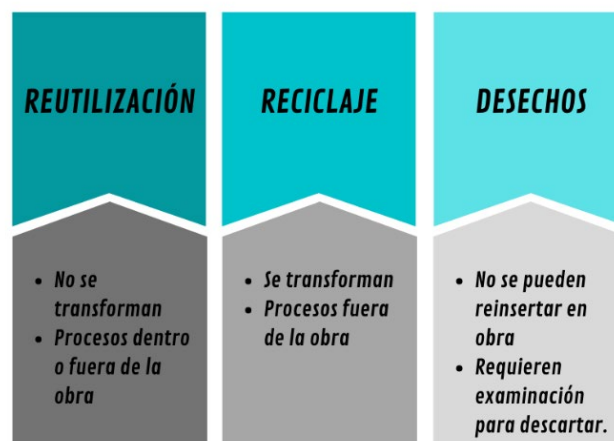 REUTILIZACIÓN
• No se
transforman
• Procesos dentro
o fuera de la
obra
RECICLAJE
• Se transforman
• Procesos fuera
de la obra
DESECHOS
• No se pueden
reinsertar en
obra
• Requieren
examinación
para descartar.